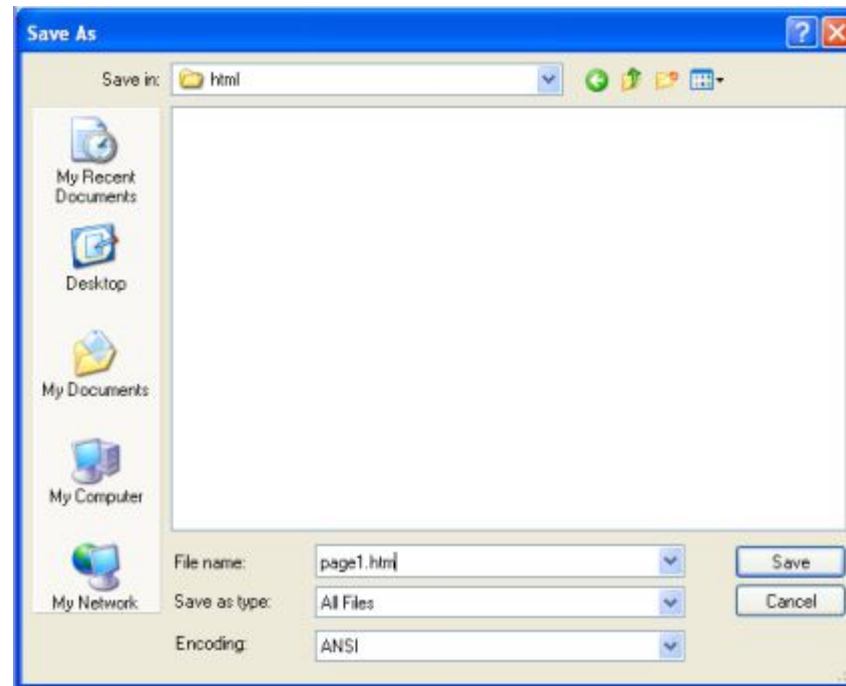 Save As
Save in:
html
My Recent
Documents
Desktop
My Documents
My Computer
My Network
File name:
page1.htm
Save
Save as type:
All Files
Cancel
Encoding:
ANSI